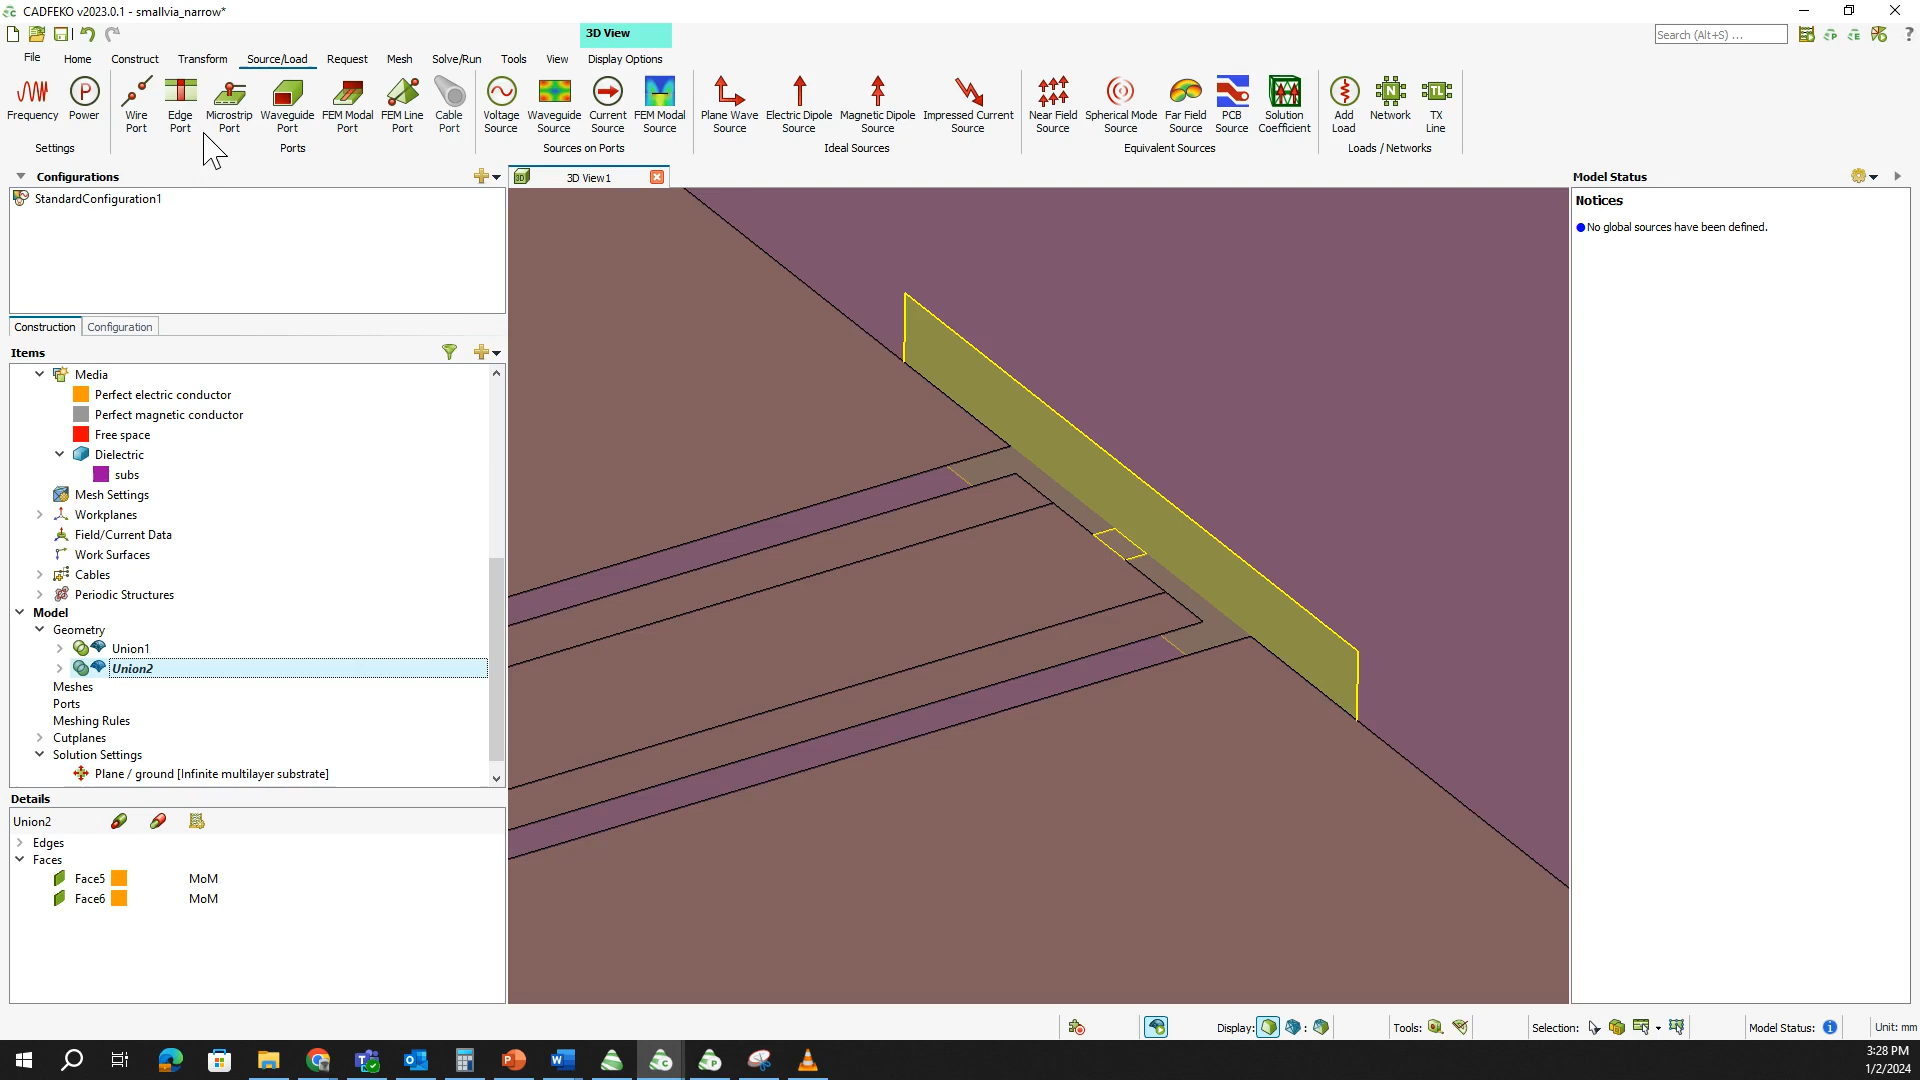 CADFEKO v2023.0.1 - smallvia_narrow*
3D View
Search (Alt+S) ...
File
Home
Construct
Transform
Source/Load
Request
Mesh
Solve/Run
Tools
View
Display Options
Frequency
Power
Wire Port
Edge Port
Microstrip Port
Waveguide Port
FEM Modal Port
FEM Line Port
Cable Port
Voltage Source
Waveguide Source
Current Source
FEM Modal Source
Plane Wave Source
Electric Dipole Source
Magnetic Dipole Source
Impressed Current Source
Near Field Source
Spherical Mode Source
Far Field Source
PCB Source
Solution Coefficient
Add Load
Network
TX Line
Settings
Ports
Sources on Ports
Ideal Sources
Equivalent Sources
Loads / Networks
Configurations
StandardConfiguration1
3D View1
Model Status
Notices
No global sources have been defined.
Construction
Configuration
Items
Media
Perfect electric conductor
Perfect magnetic conductor
Free space
Dielectric
subs
Mesh Settings
Workplanes
Field/Current Data
Work Surfaces
Cables
Periodic Structures
Model
Geometry
Union1
Union2
Meshes
Ports
Meshing Rules
Cutplanes
Solution Settings
Plane / ground [Infinite multilayer substrate]
Details
Union2
Edges
Faces
Face5 MoM
Face6 MoM
Display:
Tools:
Selection:
Model Status:
Unit: mm
3:28 PM
1/2/2024